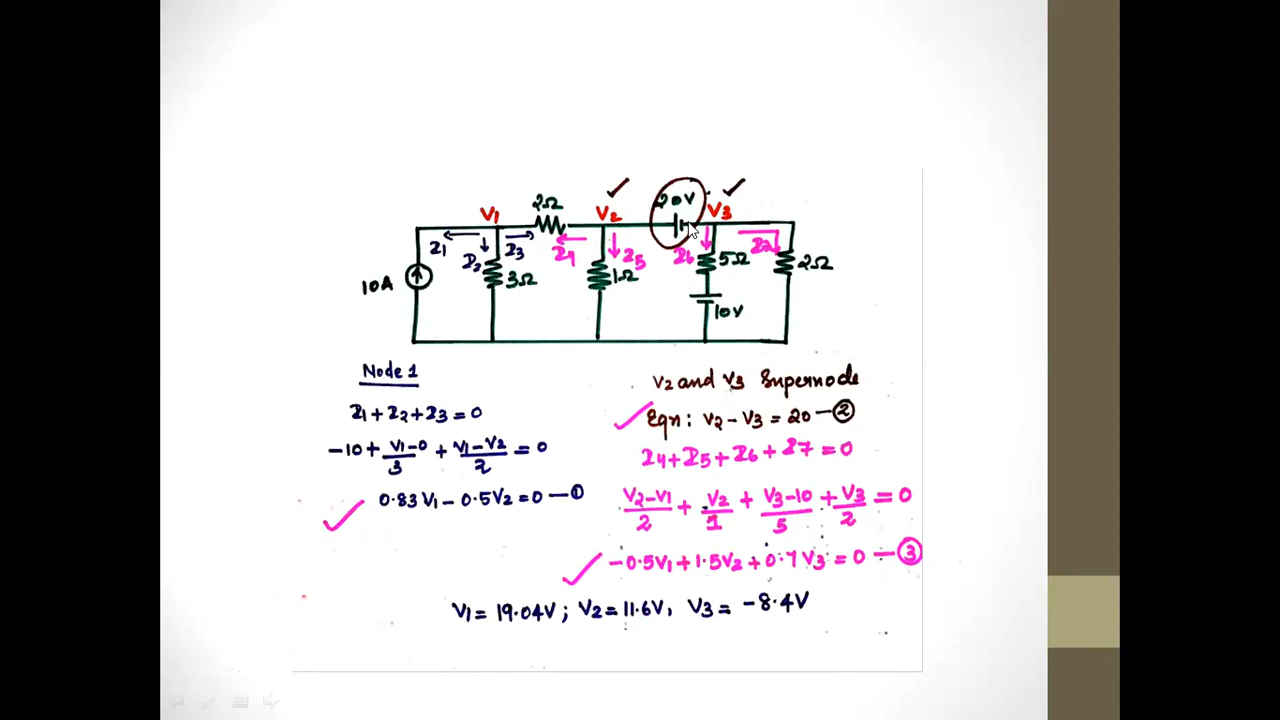 2Ω 20V
V1 V2 V3
I1 I2 I3 I4 I5 I6 I7
10A 3Ω 1Ω 5Ω 2Ω
10V
Node 1
I1+I2+I3=0
-10+ V1-0/3 + V1-V2/2 = 0
0.83V1 - 0.5V2=0 — ①
V2 and V3 Supernode
Eqn: V2-V3=20 — ②
I4+I5+I6+I7=0
V2-V1/2 + V2/1 + V3-10/5 + V3/2 = 0
-0.5V1+1.5V2+0.7V3=0 — ③
V1= 19.04V; V2=11.6V, V3= -8.4V